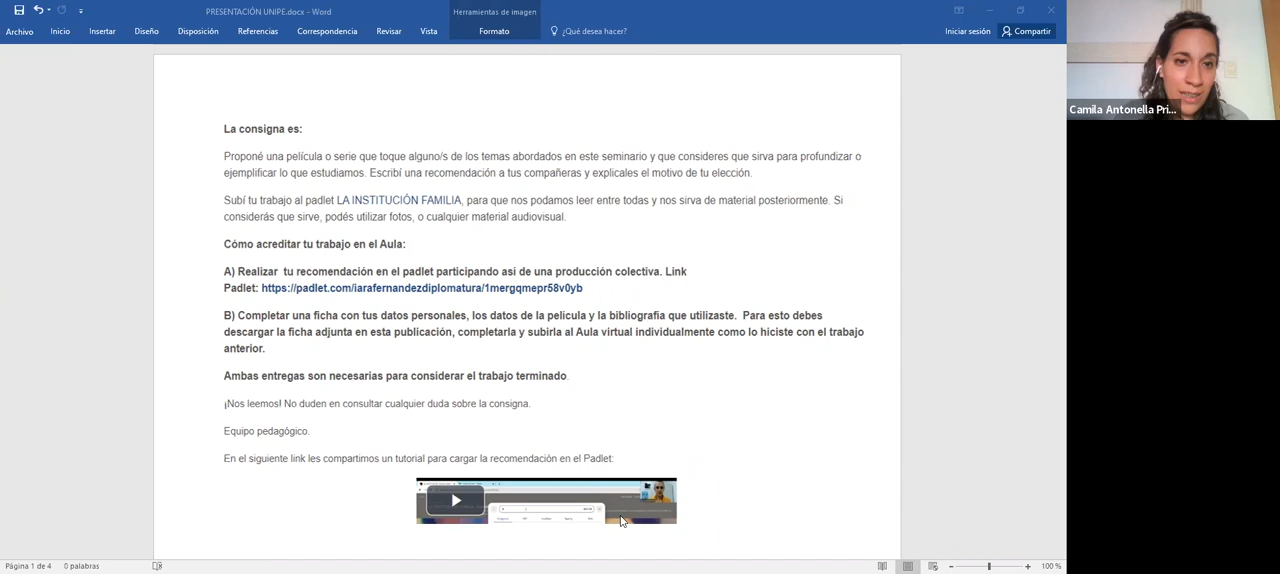 PRESENTACIÓN UNIPE.docx - Word
Herramientas de imagen
Archivo Inicio Insertar Diseño Disposición Referencias Correspondencia Revisar Vista Formato ¿Qué desea hacer? Iniciar sesión Compartir
Camila Antonella Pri...
La consigna es:
Proponé una película o serie que toque alguno/s de los temas abordados en este seminario y que consideres que sirva para profundizar o
ejemplificar lo que estudiamos. Escribí una recomendación a tus compañeras y explicales el motivo de tu elección.
Subí tu trabajo al padlet LA INSTITUCIÓN FAMILIA, para que nos podamos leer entre todas y nos sirva de material posteriormente. Si
considerás que sirve, podés utilizar fotos, o cualquier material audiovisual.
Cómo acreditar tu trabajo en el Aula:
A) Realizar tu recomendación en el padlet participando asi de una producción colectiva. Link
Padlet: https://padlet.com/iarafernandezdiplomatura/1mergqmepr58v0yb
B) Completar una ficha con tus datos personales, los datos de la película y la bibliografía que utilizaste. Para esto debes
descargar la ficha adjunta en esta publicación, completarla y subirla al Aula virtual individualmente como lo hiciste con el trabajo
anterior.
Ambas entregas son necesarias para considerar el trabajo terminado.
¡Nos leemos! No duden en consultar cualquier duda sobre la consigna.
Equipo pedagógico.
En el siguiente link les compartimos un tutorial para cargar la recomendación en el Padlet:
Página 1 de 4 0 palabras 100 %